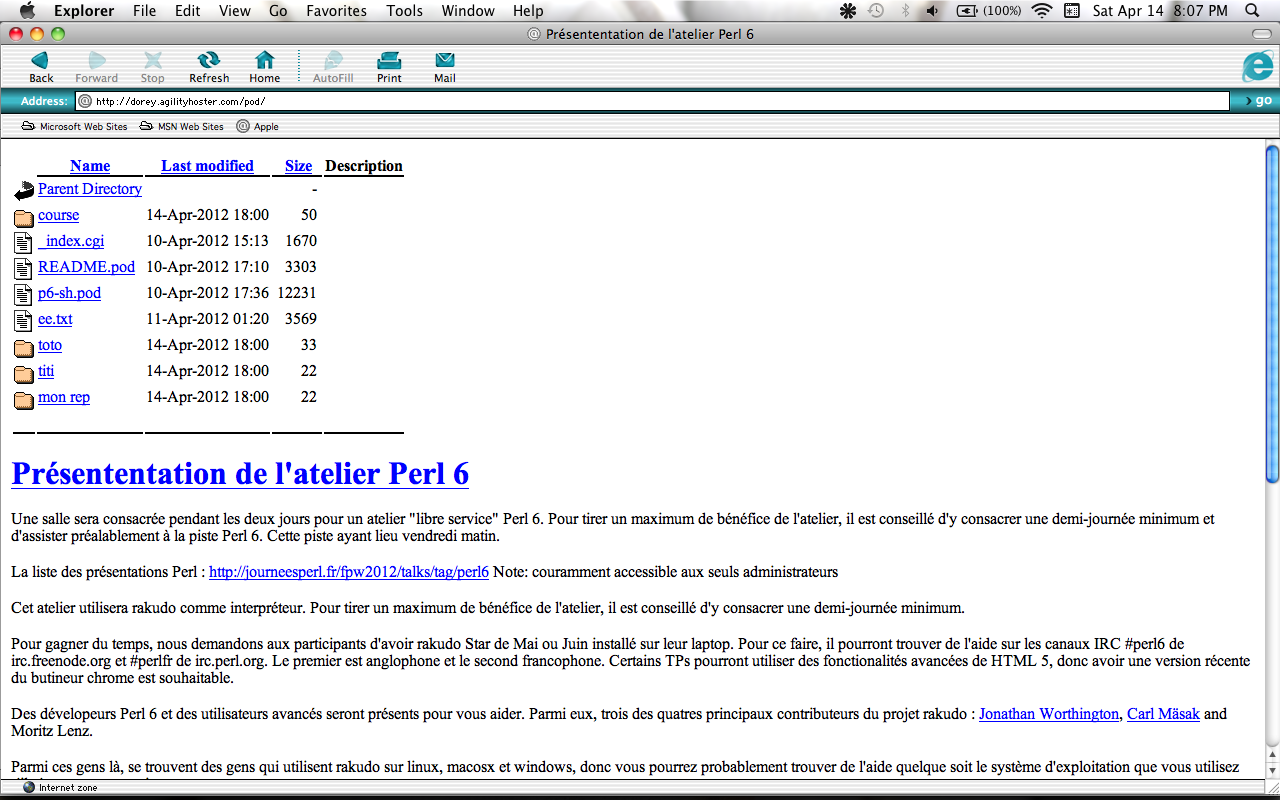 Explorer File Edit View Go Favorites Tools Window Help (100%) Sat Apr 14 8:07 PM
Présententation de l'atelier Perl 6
Back Forward Stop Refresh Home AutoFill Print Mail
Address: http://dorey.agilityhoster.com/pod/ › go
Microsoft Web Sites MSN Web Sites Apple
Name Last modified Size Description
Parent Directory -
course 14-Apr-2012 18:00 50
_index.cgi 10-Apr-2012 15:13 1670
README.pod 10-Apr-2012 17:10 3303
p6-sh.pod 10-Apr-2012 17:36 12231
ee.txt 11-Apr-2012 01:20 3569
toto 14-Apr-2012 18:00 33
titi 14-Apr-2012 18:00 22
mon rep 14-Apr-2012 18:00 22
Présententation de l'atelier Perl 6
Une salle sera consacrée pendant les deux jours pour un atelier "libre service" Perl 6. Pour tirer un maximum de bénéfice de l'atelier, il est conseillé d'y consacrer une demi-journée minimum et
d'assister préalablement à la piste Perl 6. Cette piste ayant lieu vendredi matin.
La liste des présentations Perl : http://journeesperl.fr/fpw2012/talks/tag/perl6 Note: couramment accessible aux seuls administrateurs
Cet atelier utilisera rakudo comme interpréteur. Pour tirer un maximum de bénéfice de l'atelier, il est conseillé d'y consacrer une demi-journée minimum.
Pour gagner du temps, nous demandons aux participants d'avoir rakudo Star de Mai ou Juin installé sur leur laptop. Pour ce faire, il pourront trouver de l'aide sur les canaux IRC #perl6 de
irc.freenode.org et #perlfr de irc.perl.org. Le premier est anglophone et le second francophone. Certains TPs pourront utiliser des fonctionalités avancées de HTML 5, donc avoir une version récente
du butineur chrome est souhaitable.
Des dévelopeurs Perl 6 et des utilisateurs avancés seront présents pour vous aider. Parmi eux, trois des quatres principaux contributeurs du projet rakudo : Jonathan Worthington, Carl Mäsak and
Moritz Lenz.
Parmi ces gens là, se trouvent des gens qui utilisent rakudo sur linux, macosx et windows, donc vous pourrez probablement trouver de l'aide quelque soit le système d'exploitation que vous utilisez
Internet zone